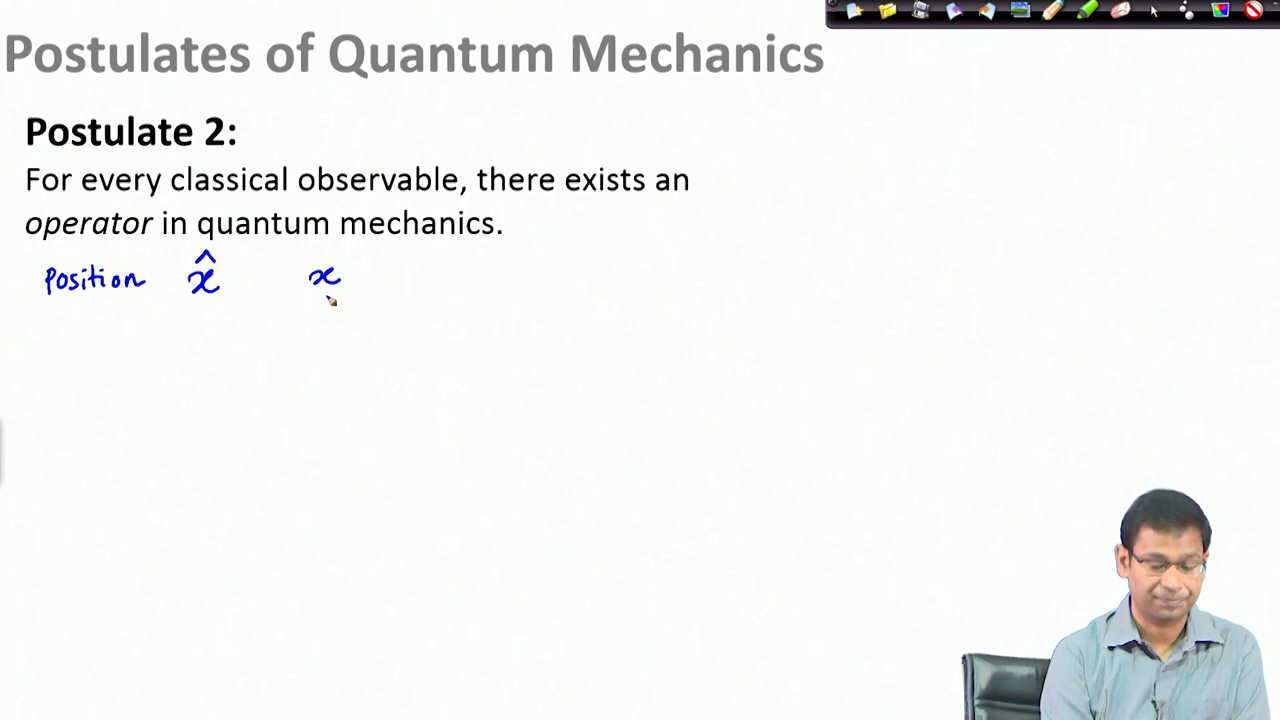 Postulates of Quantum Mechanics
Postulate 2:
For every classical observable, there exists an
operator in quantum mechanics.
Position x̂ x